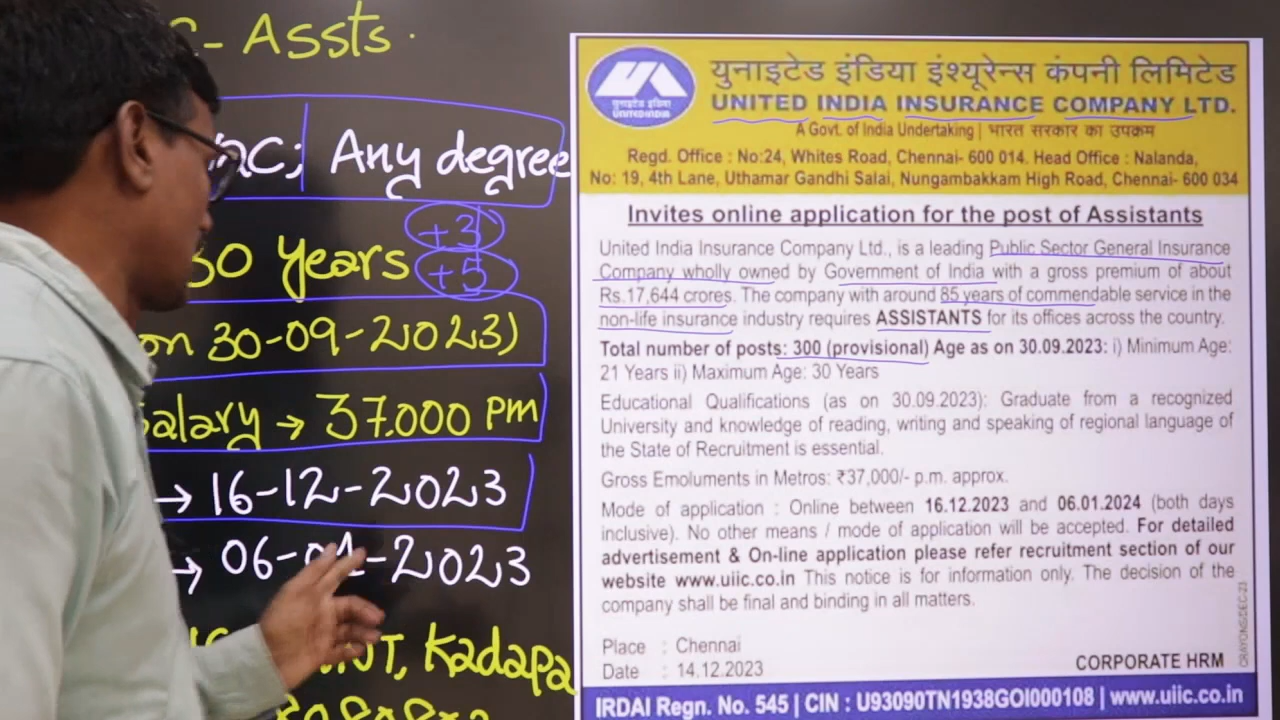 - Assts.
Any degree
30 years +3
+5
on 30-09-2023)
Salary → 37.000 PM
→ 16-12-2023
→ 06-01-2023
Kadapa
युनाइटेड इंडिया इंश्यूरेन्स कंपनी लिमिटेड
युनाइटेड इंडिया
UNITED INDIA
UNITED INDIA INSURANCE COMPANY LTD.
A Govt. of India Undertaking | भारत सरकार का उपक्रम
Regd. Office : No:24, Whites Road, Chennai- 600 014. Head Office : Nalanda,
No: 19, 4th Lane, Uthamar Gandhi Salai, Nungambakkam High Road, Chennai- 600 034
Invites online application for the post of Assistants
United India Insurance Company Ltd., is a leading Public Sector General Insurance
Company wholly owned by Government of India with a gross premium of about
Rs.17,644 crores. The company with around 85 years of commendable service in the
non-life insurance industry requires ASSISTANTS for its offices across the country.
Total number of posts: 300 (provisional) Age as on 30.09.2023: i) Minimum Age:
21 Years ii) Maximum Age: 30 Years
Educational Qualifications (as on 30.09.2023): Graduate from a recognized
University and knowledge of reading, writing and speaking of regional language of
the State of Recruitment is essential.
Gross Emoluments in Metros: ₹37,000/- p.m. approx.
Mode of application : Online between 16.12.2023 and 06.01.2024 (both days
inclusive). No other means / mode of application will be accepted. For detailed
advertisement & On-line application please refer recruitment section of our
website www.uiic.co.in This notice is for information only. The decision of the
company shall be final and binding in all matters.
Place : Chennai
Date : 14.12.2023
CORPORATE HRM
CRAYONS/DEC-23
IRDAI Regn. No. 545 | CIN : U93090TN1938GOI000108 | www.uiic.co.in